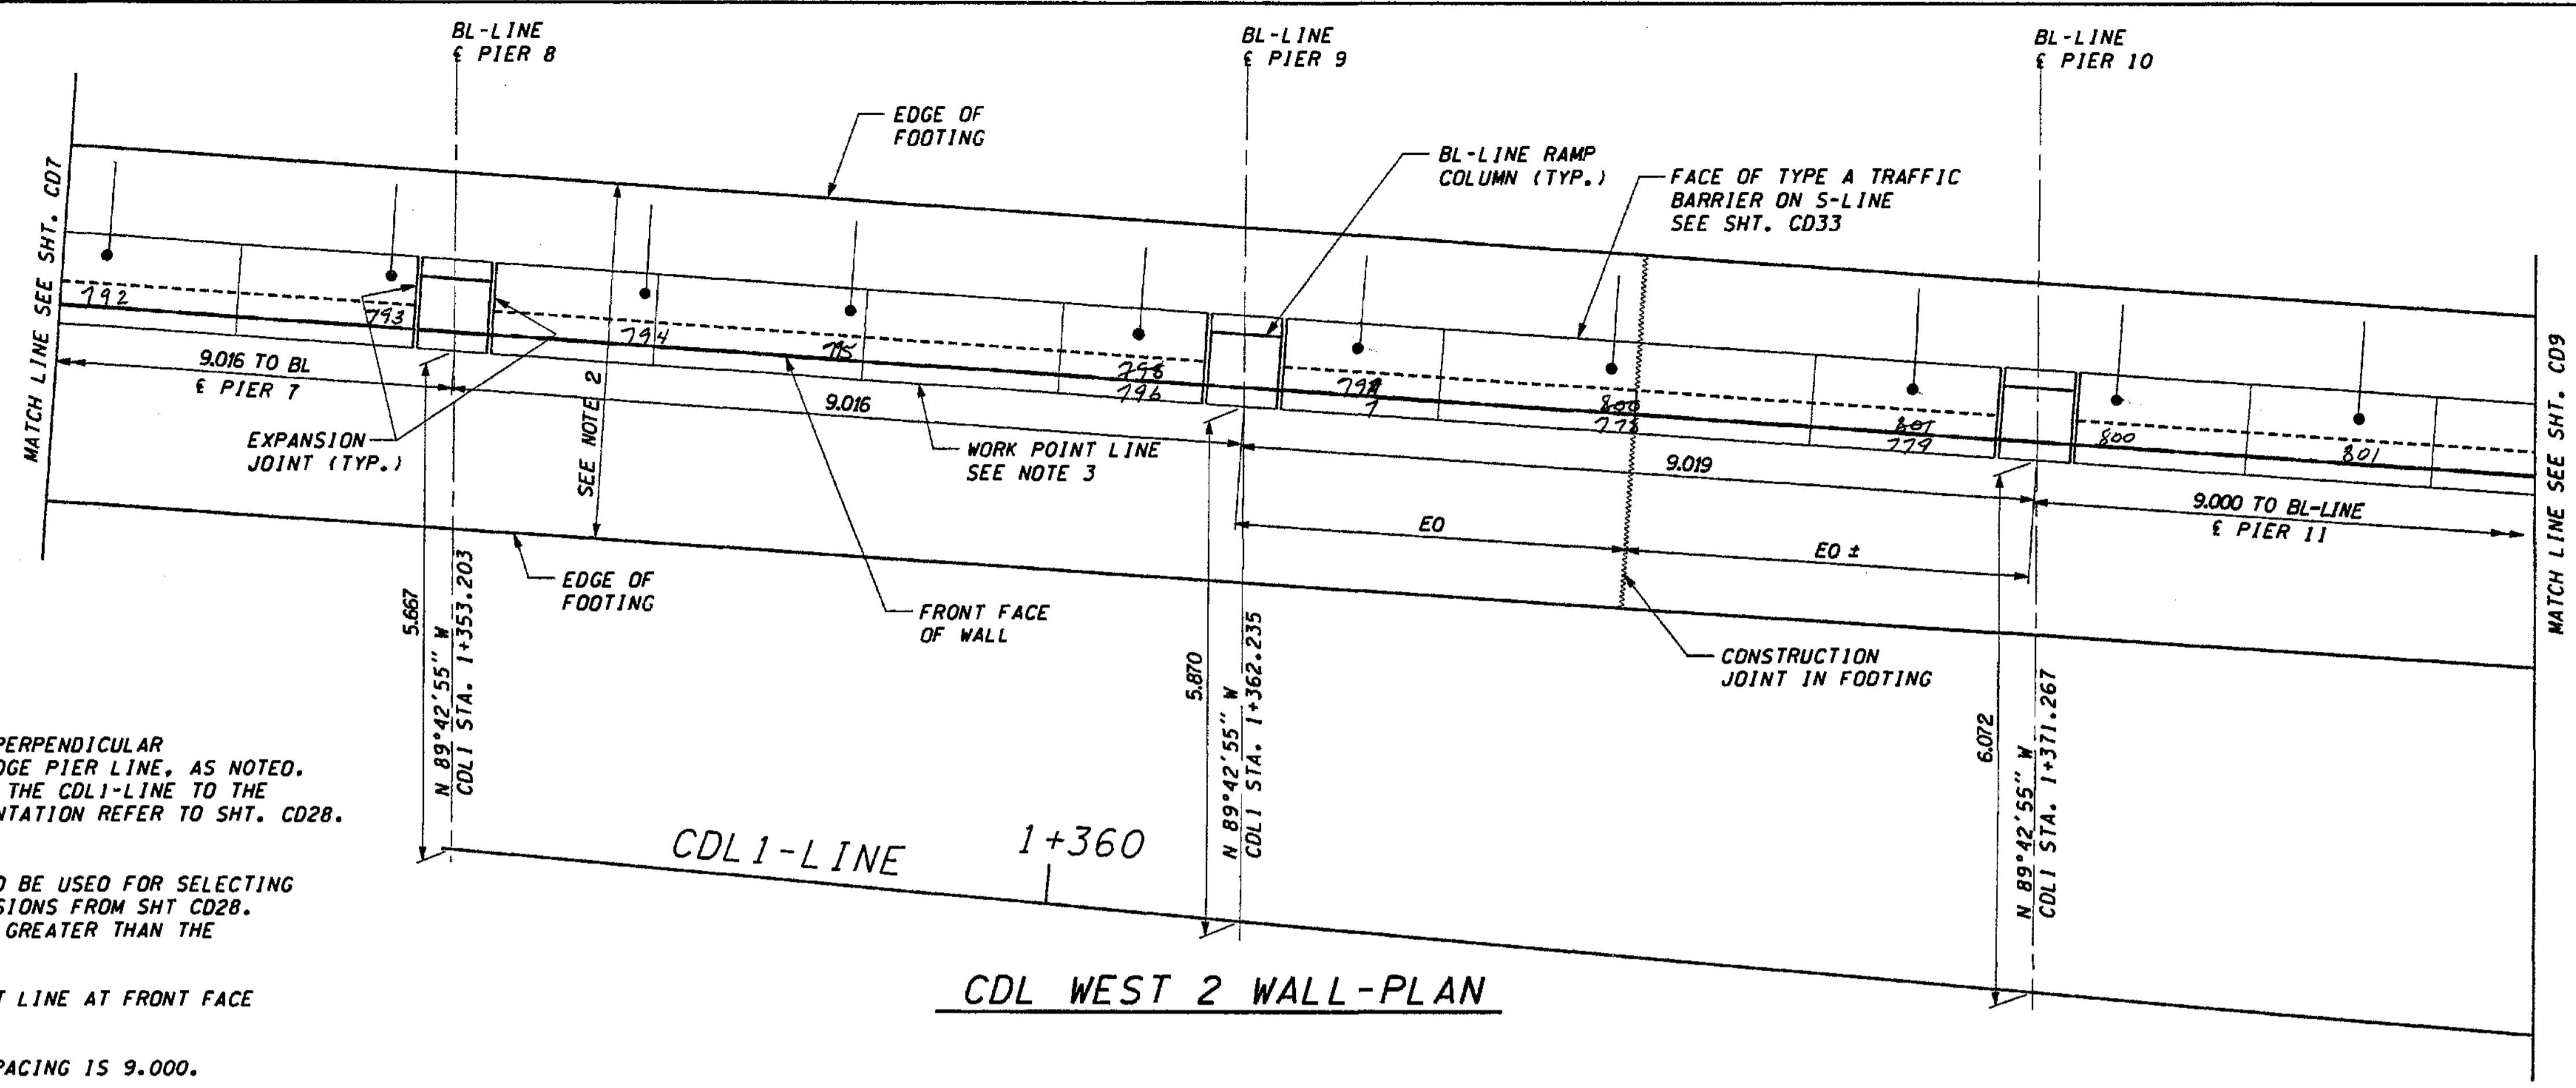 BL-LINE
℄ PIER 8
BL-LINE
℄ PIER 9
BL-LINE
℄ PIER 10
EDGE OF
FOOTING
BL-LINE RAMP
COLUMN (TYP.)
FACE OF TYPE A TRAFFIC
BARRIER ON S-LINE
SEE SHT. CD33
MATCH LINE SEE SHT. CD7
792
793
794
795
798
796
7
800
778
801
779
800
801
9.016 TO BL
℄ PIER 7
9.016
9.019
9.000 TO BL-LINE
℄ PIER 11
EXPANSION
JOINT (TYP.)
SEE NOTE 2
WORK POINT LINE
SEE NOTE 3
EQ
EQ ±
MATCH LINE SEE SHT. CD9
EDGE OF
FOOTING
FRONT FACE
OF WALL
CONSTRUCTION
JOINT IN FOOTING
5.667
N 89°42'55" W
CDL1 STA. 1+353.203
5.870
N 89°42'55" W
CDL1 STA. 1+362.235
6.072
N 89°42'55" W
CDL1 STA. 1+371.267
PERPENDICULAR
DGE PIER LINE, AS NOTED.
THE CDL1-LINE TO THE
NTATION REFER TO SHT. CD28.
O BE USED FOR SELECTING
SIONS FROM SHT CD28.
GREATER THAN THE
T LINE AT FRONT FACE
PACING IS 9.000.
CDL1-LINE
1+360
CDL WEST 2 WALL-PLAN